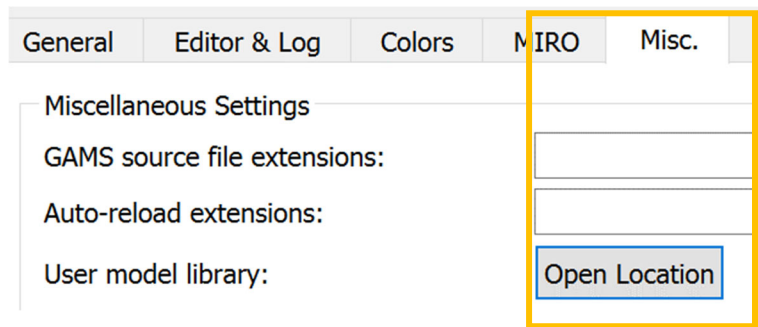 General Editor & Log Colors MIRO Misc.
Miscellaneous Settings
GAMS source file extensions:
Auto-reload extensions:
User model library: Open Location